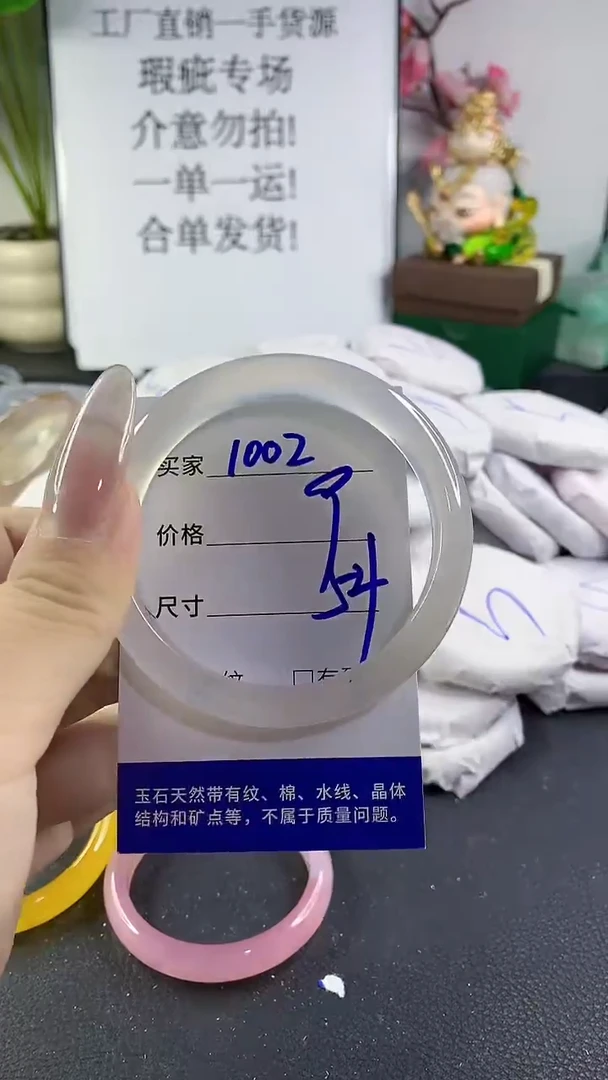 工厂直销一手货源
瑕疵专场
介意勿拍!
一单一运!
合单发货!
买家 1002
价格
尺寸 54
玉石天然带有纹、棉、水线、晶体
结构和矿点等，不属于质量问题。